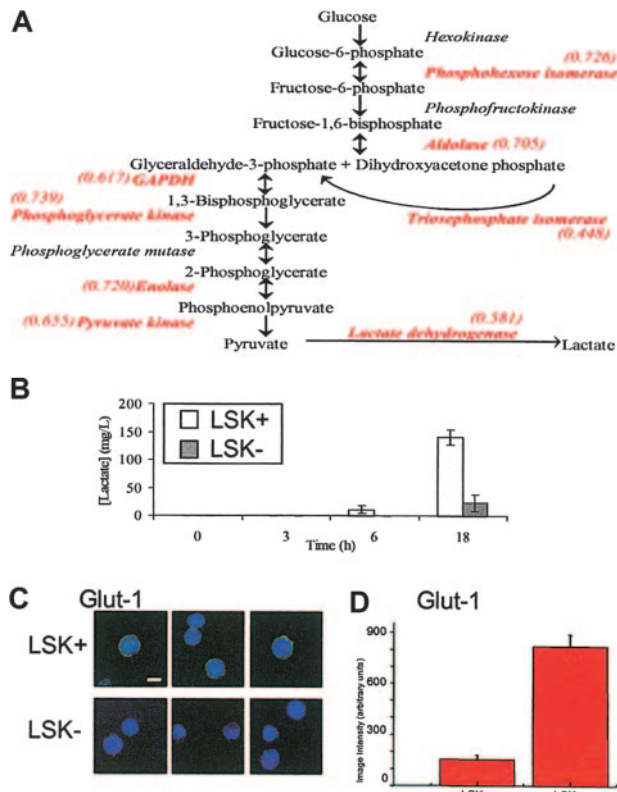 A
Glucose
Hexokinase
Glucose-6-phosphate
(0.726)
Phosphohexose isomerase
Fructose-6-phosphate
Phosphofructokinase
Fructose-1,6-bisphosphate
Aldolase (0.705)
Glyceraldehyde-3-phosphate + Dihydroxyacetone phosphate
(0.617) GAPDH
(0.739)
1,3-Bisphosphoglycerate
Phosphoglycerate kinase
Triosephosphate isomerase
3-Phosphoglycerate
(0.448)
Phosphoglycerate mutase
2-Phosphoglycerate
(0.720) Enolase
Phosphoenolpyruvate
(0.655) Pyruvate kinase
(0.581)
Lactate dehydrogenase
Pyruvate
Lactate
B
[Lactate] (mg/L)
200
150
100
50
0
LSK+
LSK-
0 3 6 18
Time (h)
C
Glut-1
LSK+
LSK-
D
Glut-1
Image Intensity (arbitrary units)
900
600
300
0